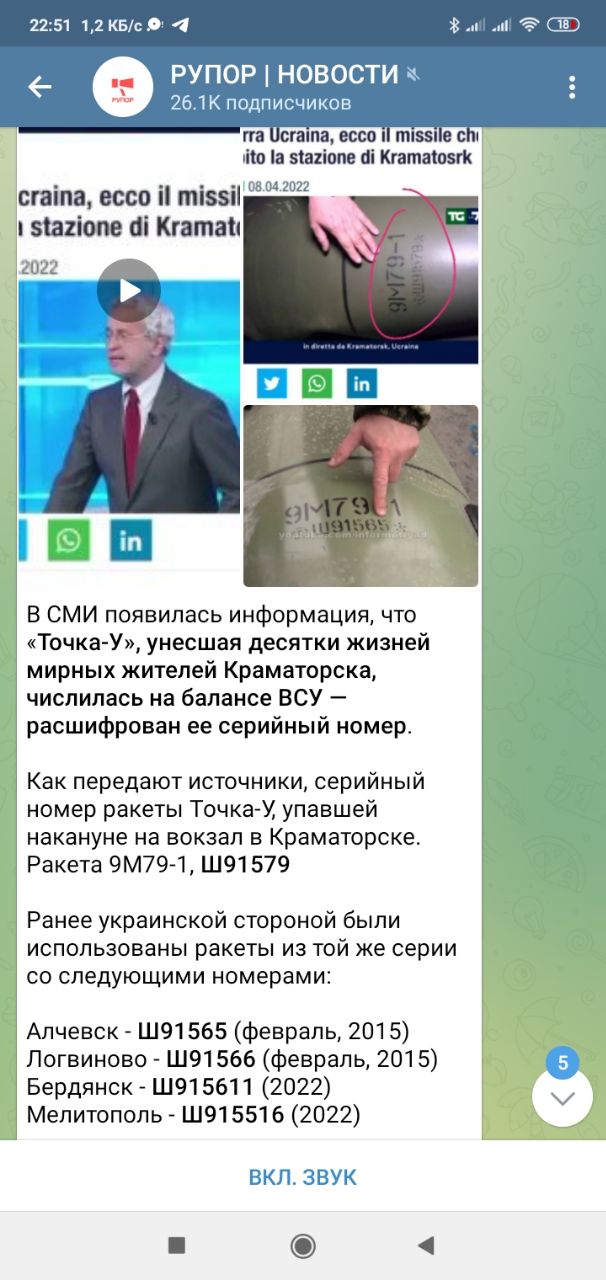 22:51 1,2 КБ/с
18
РУПОР | НОВОСТИ
26.1K подписчиков
РУПОР
craina, ecco il missil
stazione di Kramato
.2022
rra Ucraina, ecco il missile che
ito la stazione di Kramatosrk
08.04.2022
TG
9М79-1
Ш91579
in diretta da Kramatorsk, Ucraina
in
in
9М79-1
Ш91565
В СМИ появилась информация, что
«Точка-У», унесшая десятки жизней
мирных жителей Краматорска,
числилась на балансе ВСУ —
расшифрован ее серийный номер.
Как передают источники, серийный
номер ракеты Точка-У, упавшей
накануне на вокзал в Краматорске.
Ракета 9М79-1, Ш91579
Ранее украинской стороной были
использованы ракеты из той же серии
со следующими номерами:
Алчевск - Ш91565 (февраль, 2015)
Логвиново - Ш91566 (февраль, 2015)
Бердянск - Ш915611 (2022)
Мелитополь - Ш915516 (2022)
5
ВКЛ. ЗВУК